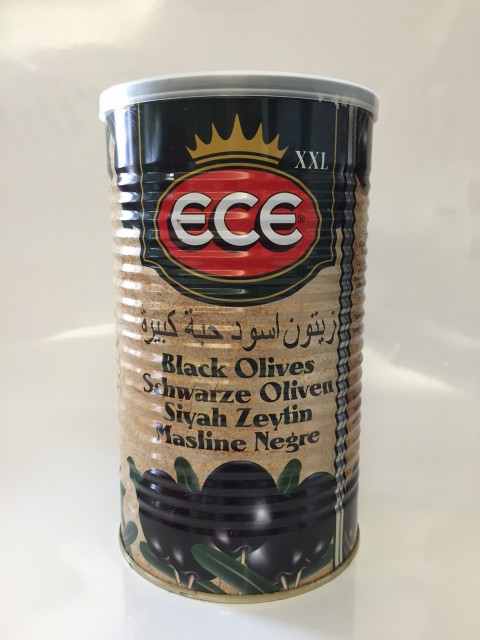 XXL
ECE®
زيتون اسود حبة كبيرة
Black Olives
Schwarze Oliven
Siyah Zeytin
Masline Negre